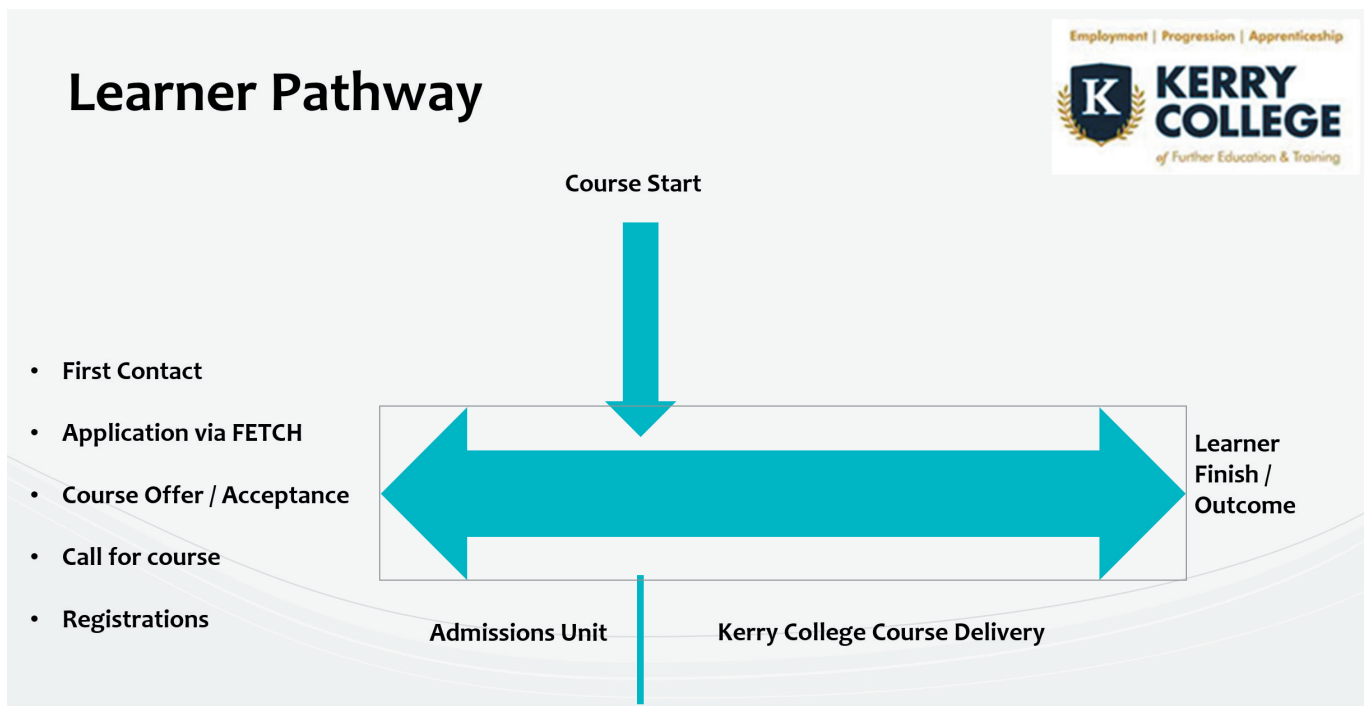 Employment | Progression | Apprenticeship
K
KERRY
COLLEGE
of Further Education & Training
Learner Pathway
Course Start
• First Contact
• Application via FETCH
• Course Offer / Acceptance
• Call for course
• Registrations
Learner
Finish /
Outcome
Admissions Unit
Kerry College Course Delivery